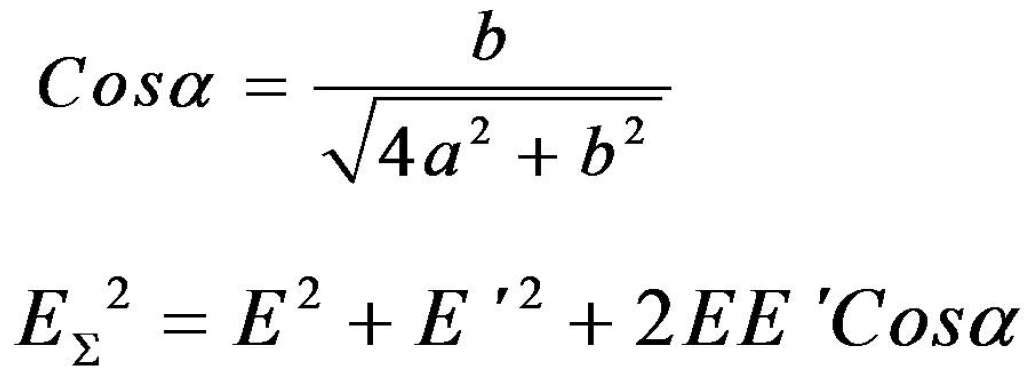 Cosα = b / √(4a² + b²)
E_Σ² = E² + E′² + 2EE′Cosα